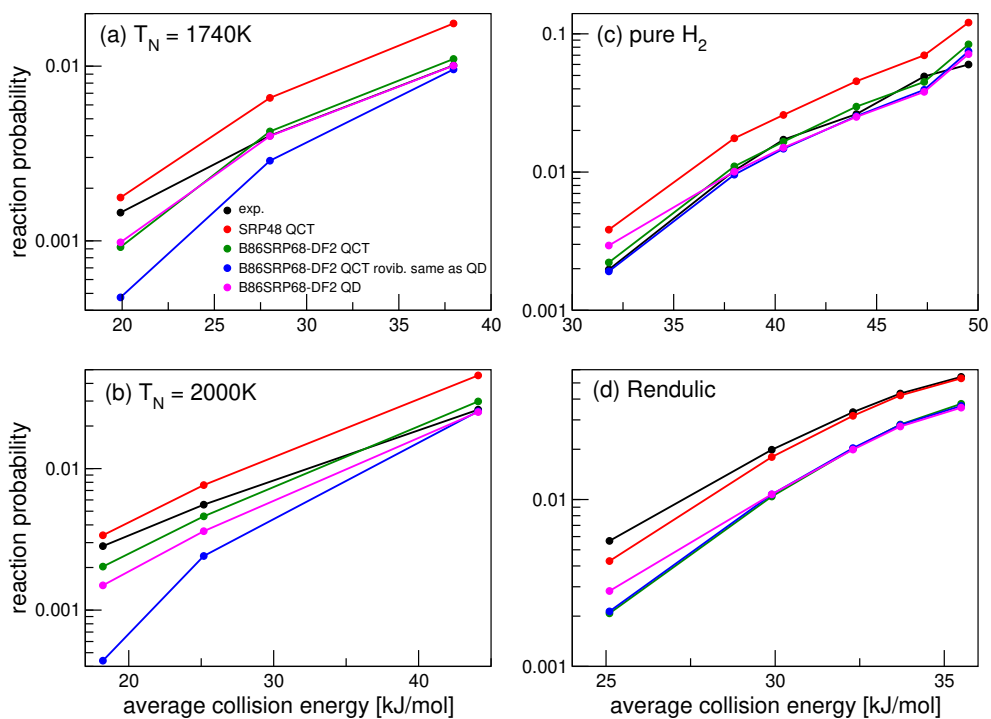 (a) T_N = 1740K
reaction probability
0.01
0.001
exp.
SRP48 QCT
B86SRP68-DF2 QCT
B86SRP68-DF2 QCT rovib. same as QD
B86SRP68-DF2 QD
20 25 30 35 40
(c) pure H_2
0.1
0.01
0.001
30 35 40 45 50
(b) T_N = 2000K
reaction probability
0.01
0.001
20 25 30 35 40
average collision energy [kJ/mol]
(d) Rendulic
0.01
0.001
25 30 35
average collision energy [kJ/mol]